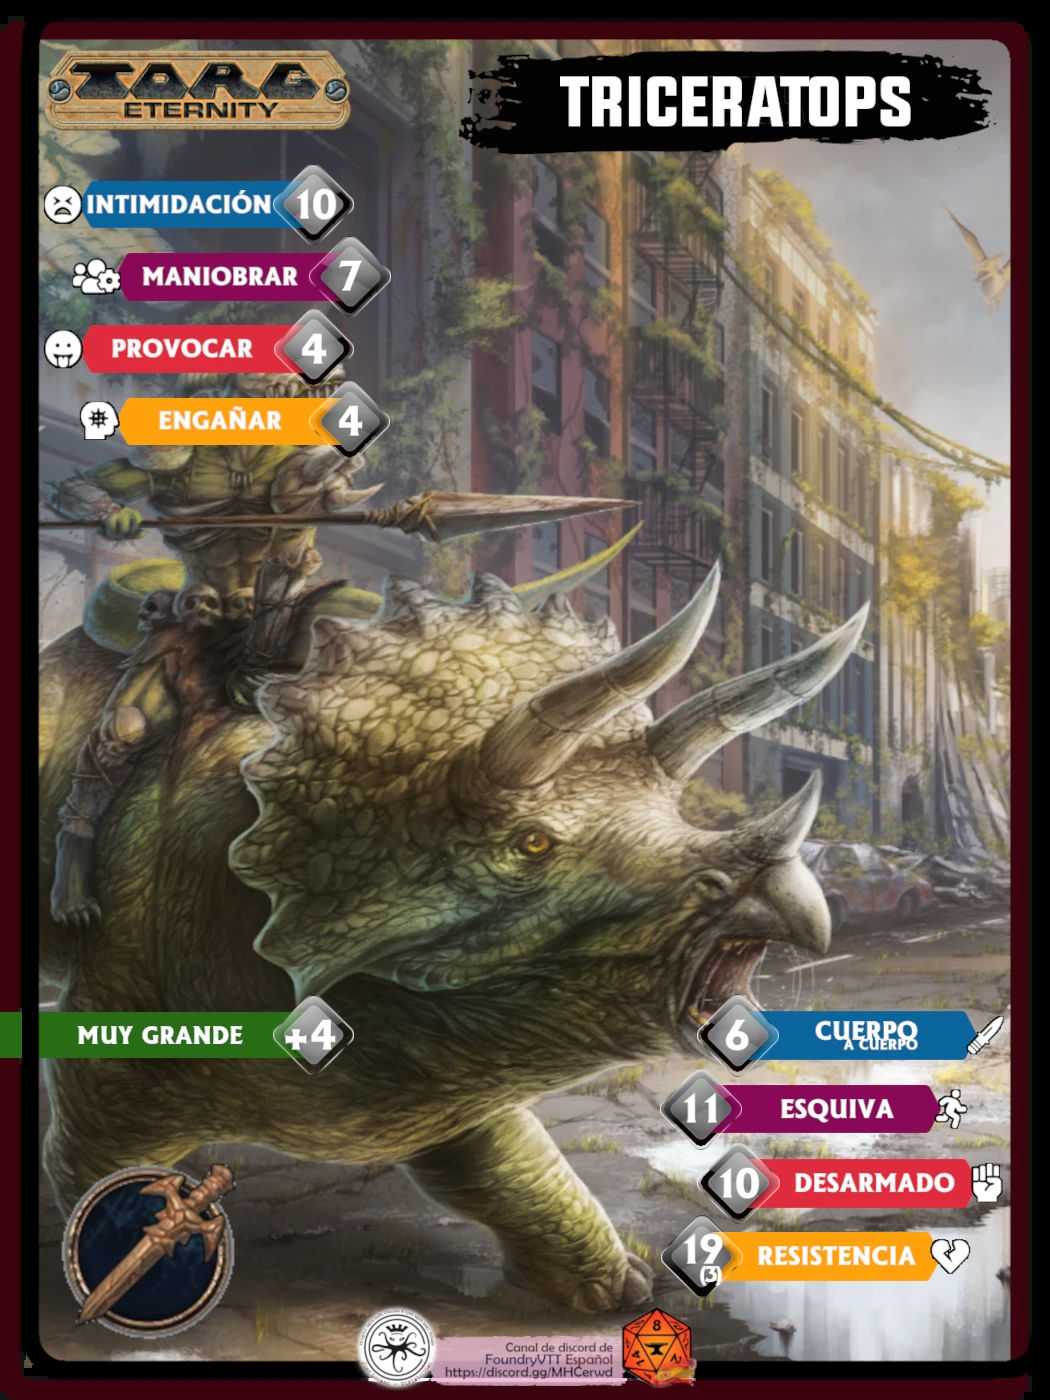 TORG
ETERNITY
TRICERATOPS
INTIMIDACIÓN 10
MANIOBRAR 7
PROVOCAR 4
ENGAÑAR 4
MUY GRANDE +4
6 CUERPO
A CUERPO
11 ESQUIVA
10 DESARMADO
19 RESISTENCIA
(3)
Canal de discord de
FoundryVTT Español
https://discord.gg/MHCerwd
8